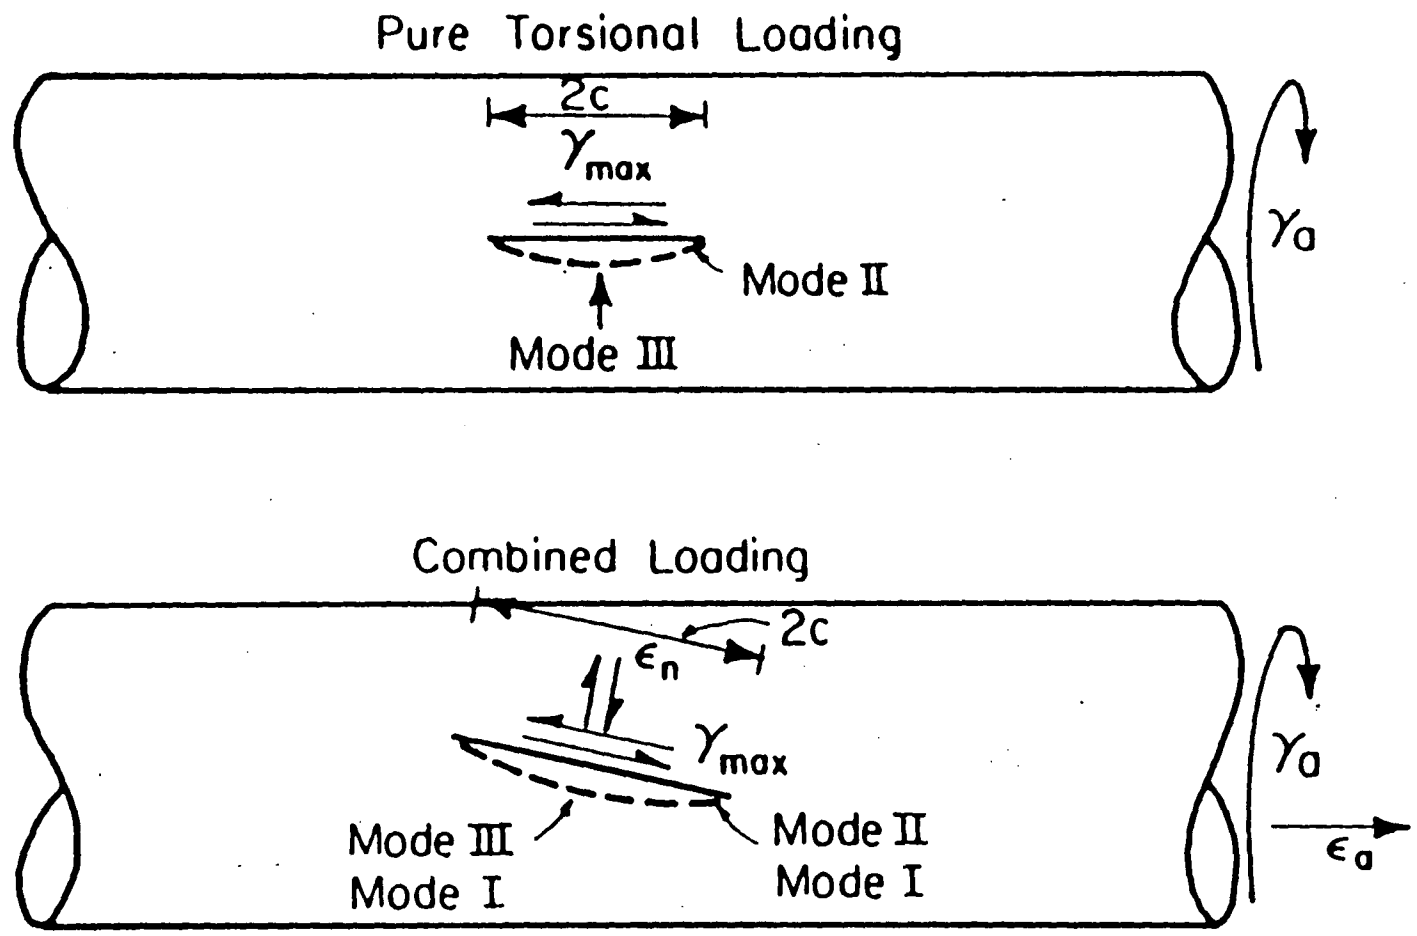 Pure Torsional Loading
2c
γmax
γa
Mode II
Mode III
Combined Loading
2c
εn
γmax
γa
Mode III
Mode I
Mode II
Mode I
εa